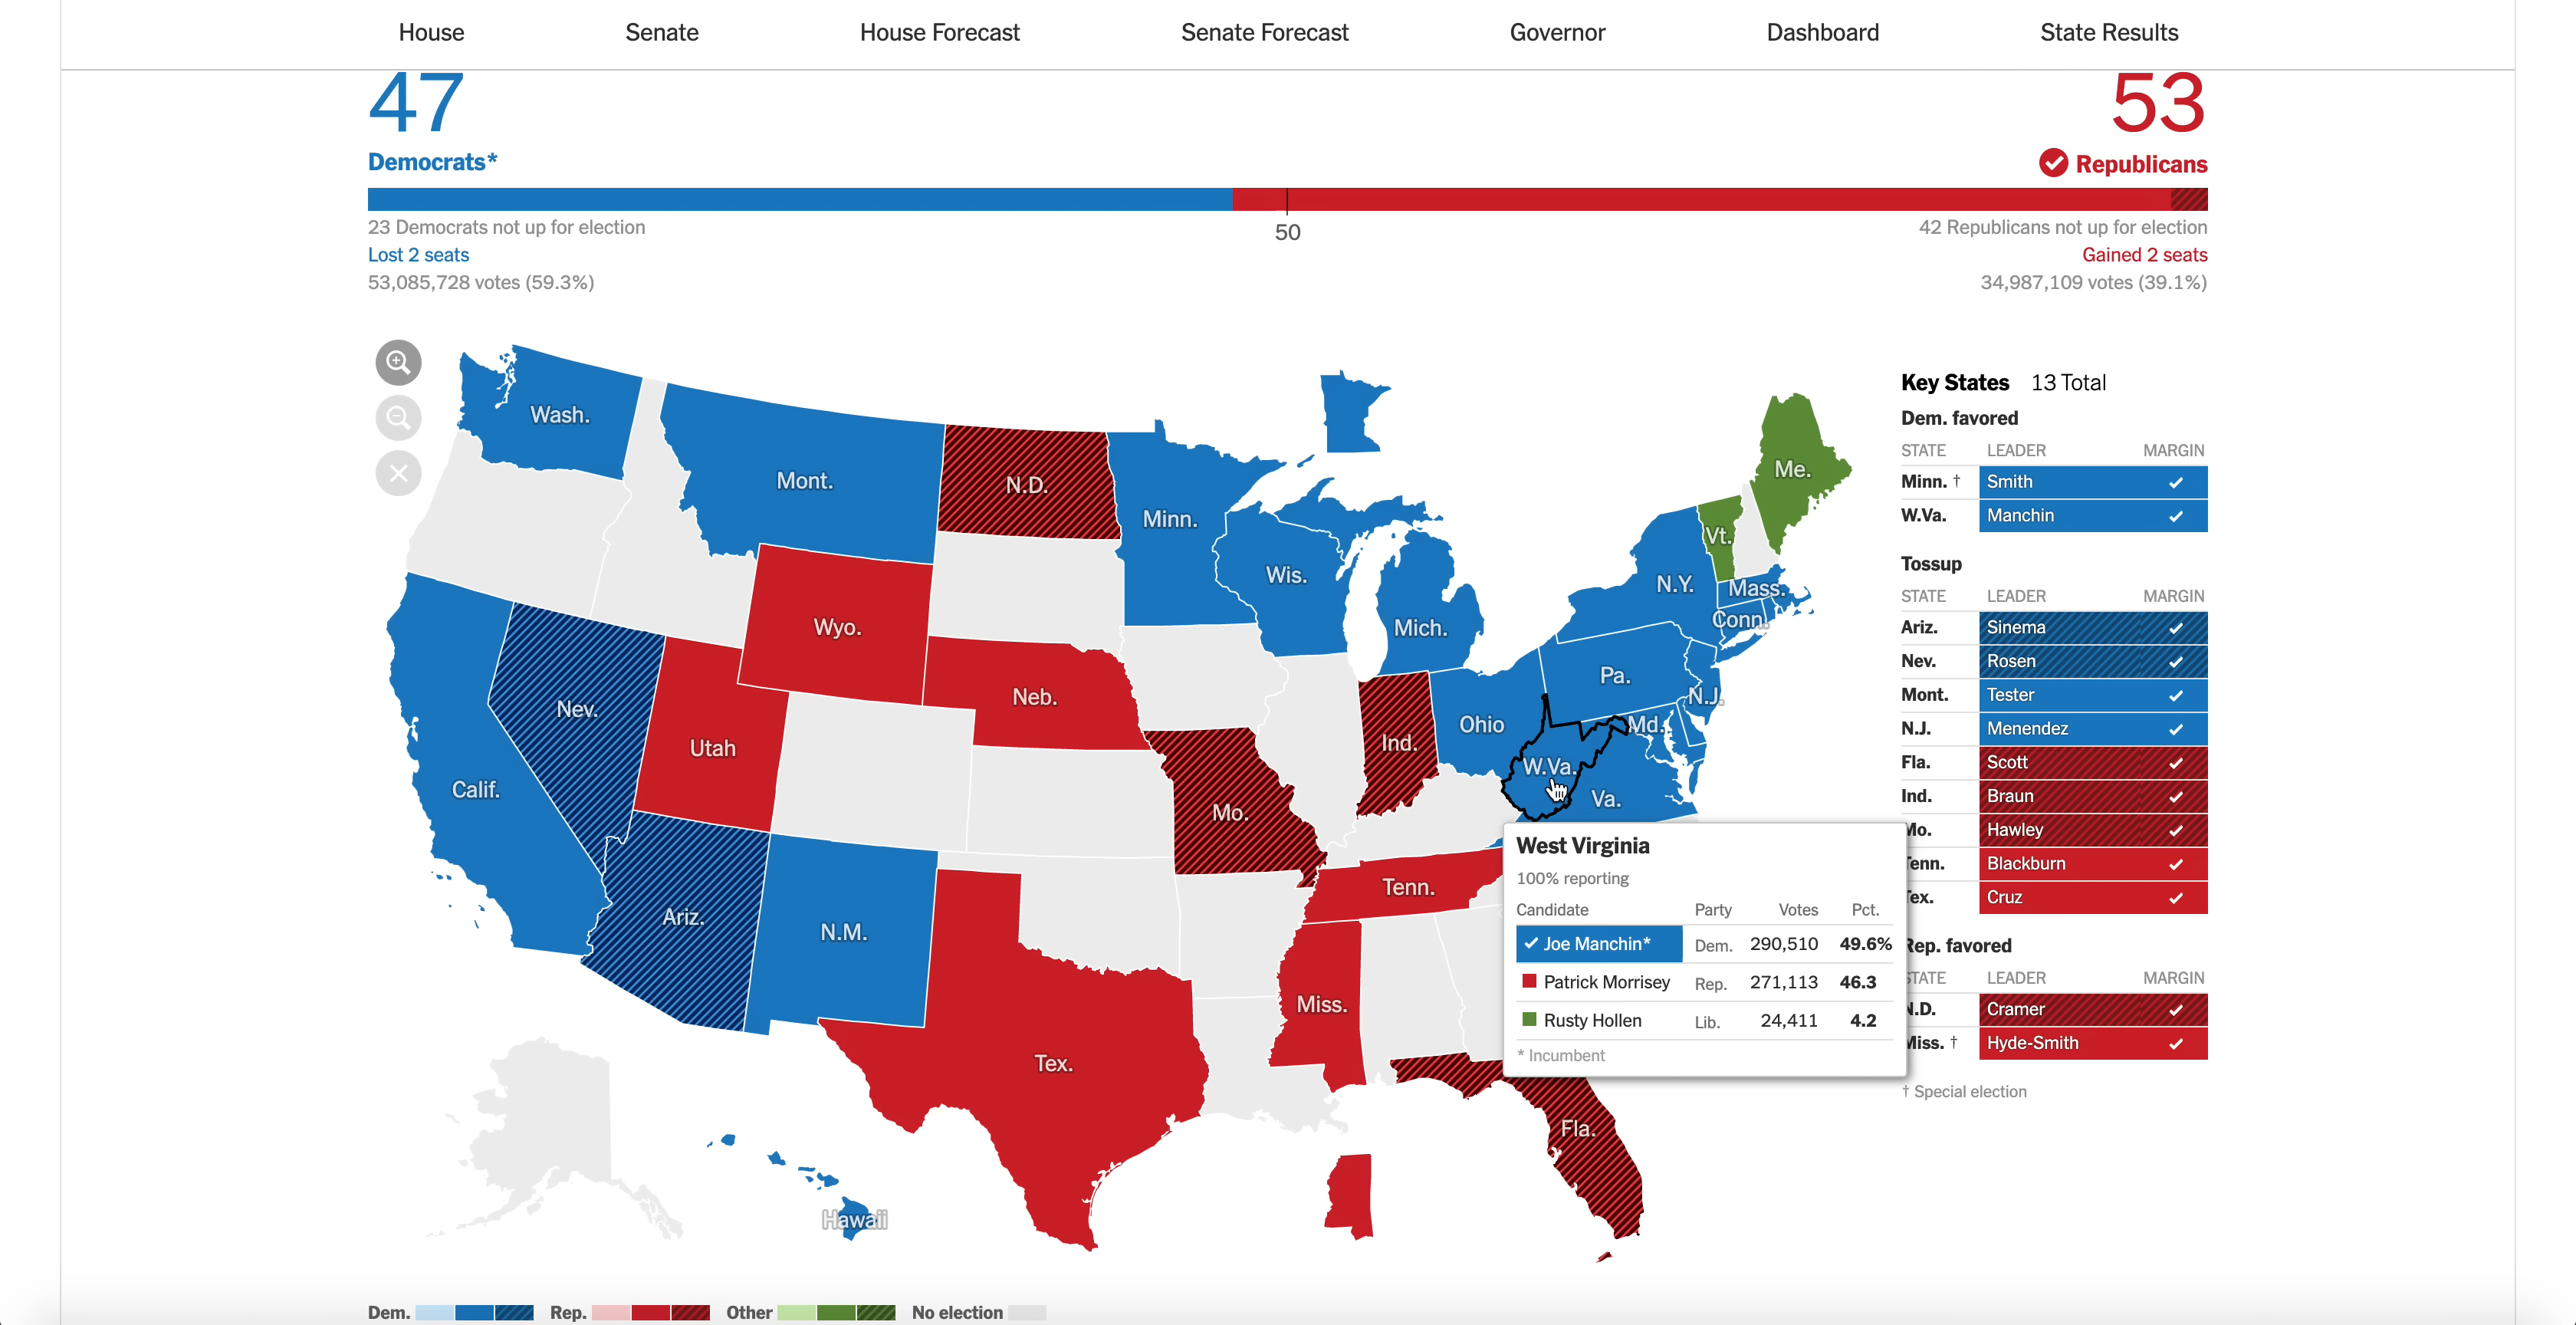 House Senate House Forecast Senate Forecast Governor Dashboard State Results
47 53
Democrats* Republicans
23 Democrats not up for election 50 42 Republicans not up for election
Lost 2 seats Gained 2 seats
53,085,728 votes (59.3%) 34,987,109 votes (39.1%)
Wash.
Mont.
N.D.
Minn.
Wis.
Mich.
Me.
Vt.
N.Y.
Mass.
Conn.
Wyo.
Neb.
Pa.
N.J.
Nev.
Utah
Ind.
Ohio
Md.
W.Va.
Va.
Calif.
Mo.
Ariz.
N.M.
Tenn.
Miss.
Tex.
Fla.
Hawaii
West Virginia
100% reporting
Candidate Party Votes Pct.
Joe Manchin* Dem. 290,510 49.6%
Patrick Morrisey Rep. 271,113 46.3
Rusty Hollen Lib. 24,411 4.2
* Incumbent
Key States 13 Total
Dem. favored
STATE LEADER MARGIN
Minn. † Smith
W.Va. Manchin
Tossup
STATE LEADER MARGIN
Ariz. Sinema
Nev. Rosen
Mont. Tester
N.J. Menendez
Fla. Scott
Ind. Braun
Mo. Hawley
Tenn. Blackburn
Tex. Cruz
Rep. favored
STATE LEADER MARGIN
N.D. Cramer
Miss. † Hyde-Smith
† Special election
Dem. Rep. Other No election